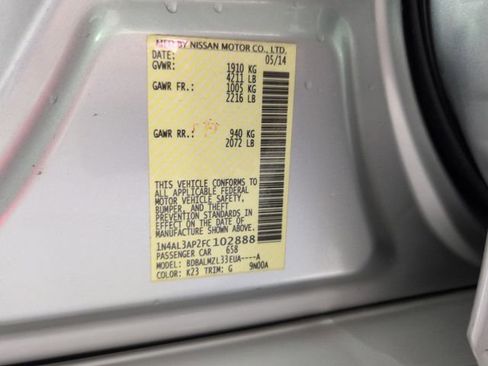 MFD BY NISSAN MOTOR CO., LTD.
DATE: 05/14
GVWR: 1910 KG
4211 LB
GAWR FR.: 1005 KG
2216 LB
GAWR RR.: 940 KG
2072 LB
THIS VEHICLE CONFORMS TO
ALL APPLICABLE FEDERAL
MOTOR VEHICLE SAFETY,
BUMPER, AND THEFT
PREVENTION STANDARDS IN
EFFECT ON THE DATE OF
MANUFACTURE SHOWN ABOVE.
1N4AL3AP2FC102888
PASSENGER CAR 658
MODEL: BDBALMZL33EUA----A
COLOR: K23 TRIM: G 9N00A